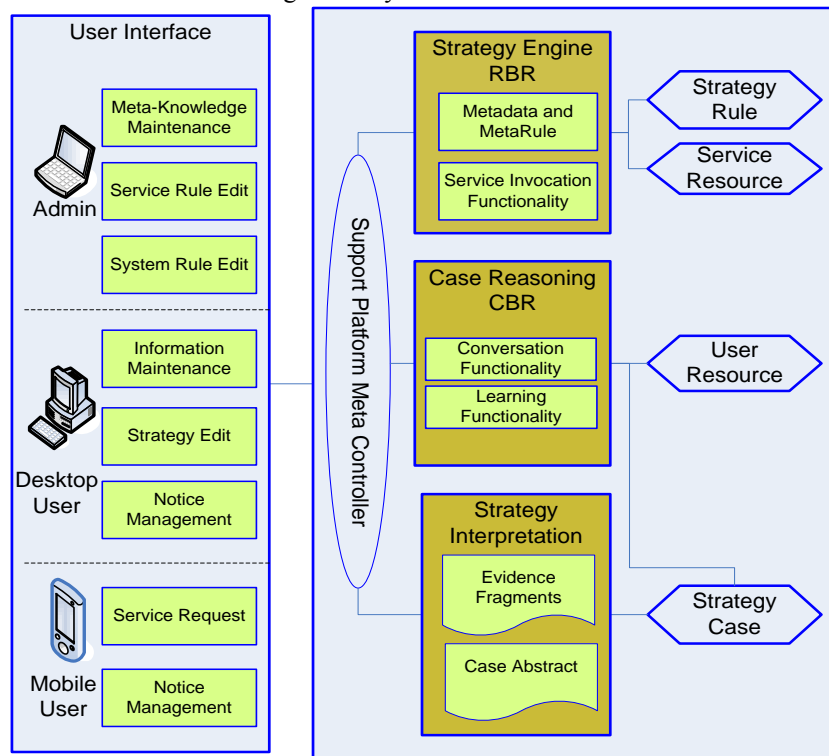 User Interface
Meta-Knowledge
Maintenance
Service Rule Edit
Admin
System Rule Edit
Information
Maintenance
Strategy Edit
Desktop
User
Notice
Management
Service Request
Mobile
User
Notice
Management
Support Platform Meta Controller
Strategy Engine
RBR
Metadata and
MetaRule
Service Invocation
Functionality
Case Reasoning
CBR
Conversation
Functionality
Learning
Functionality
Strategy
Interpretation
Evidence
Fragments
Case Abstract
Strategy
Rule
Service
Resource
User
Resource
Strategy
Case